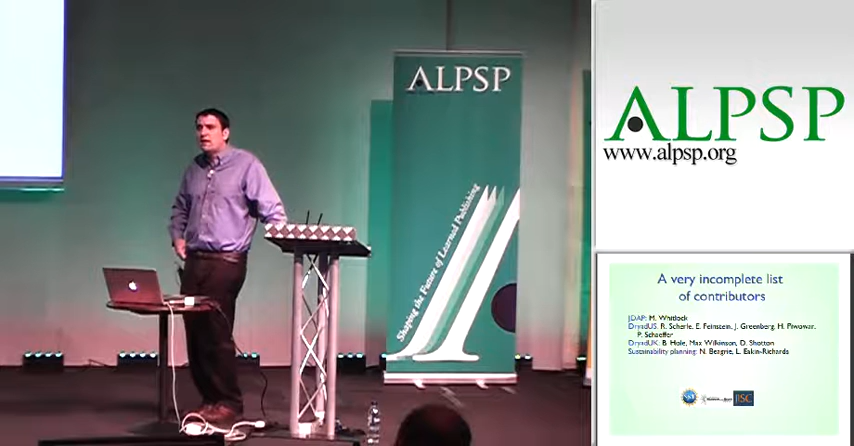 ALPSP
Shaping the Future of Learned Publishing
ALPSP
www.alpsp.org
A very incomplete list
of contributors
JDAP: M. Whitlock
DryadUS: R. Scherle, E. Feinstein, J. Greenberg, H. Piwowar,
P. Schaeffer
DryadUK: B. Hole, Max Wilkinson, D. Shotton
Sustainability planning: N. Beagrie, L. Eakin-Richards
JISC